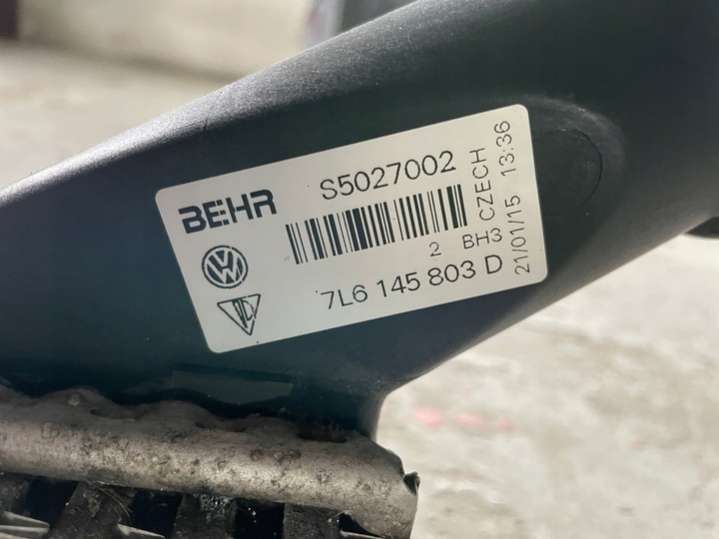 BEHR
S5027002
2 BH3
7L6 145 803 D
CZECH
21/01/15 13:36